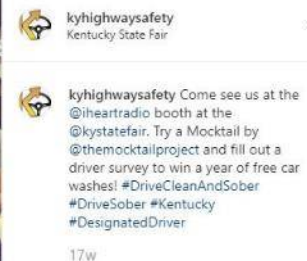 kyhighwaysafety
Kentucky State Fair
kyhighwaysafety Come see us at the
@iheartradio booth at the
@kystatefair. Try a Mocktail by
@themocktailproject and fill out a
driver survey to win a year of free car
washes! #DriveCleanAndSober
#DriveSober #Kentucky
#DesignatedDriver
17w